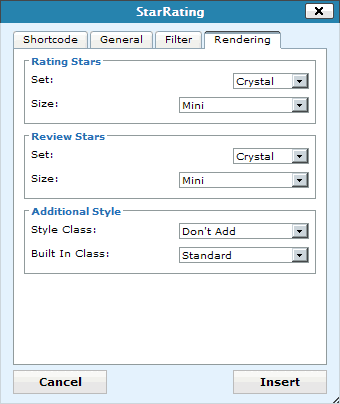 StarRating
Shortcode General Filter Rendering
Rating Stars
Set: Crystal
Size: Mini
Review Stars
Set: Crystal
Size: Mini
Additional Style
Style Class: Don't Add
Built In Class: Standard
Cancel Insert